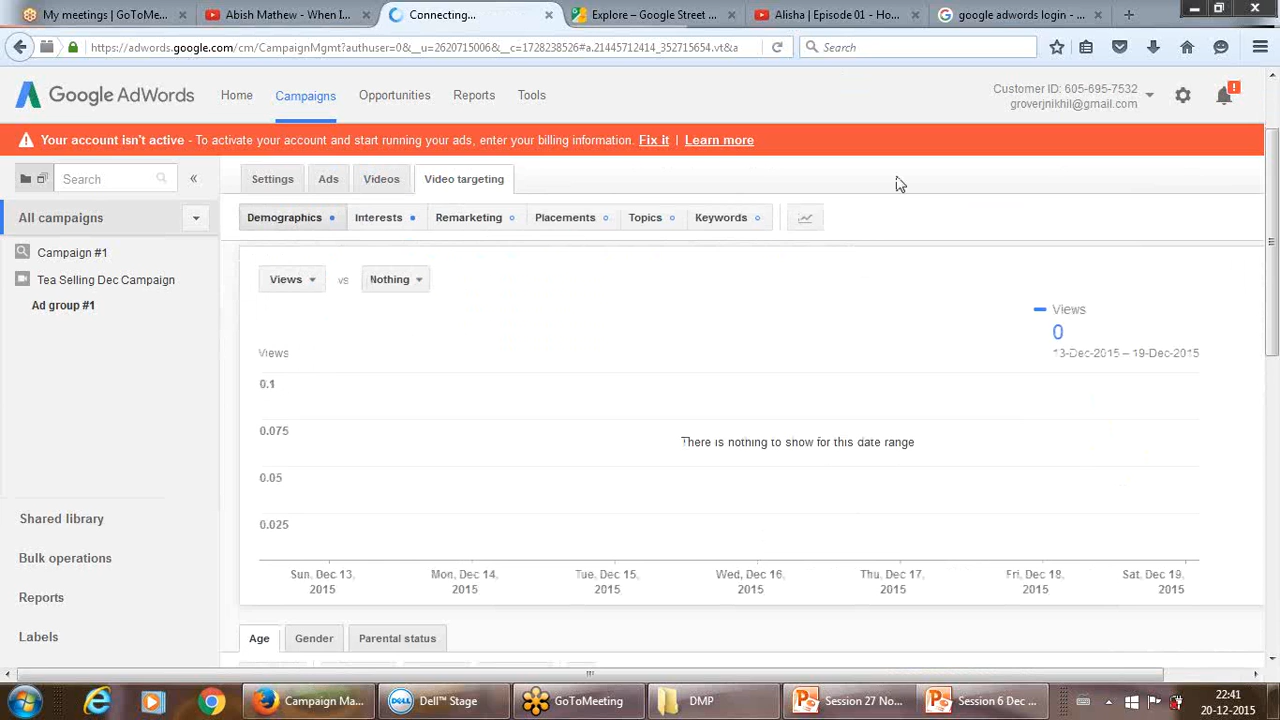 My meetings | GoToMe...
Abish Mathew - When I...
Connecting...
Explore – Google Street ...
Alisha | Episode 01 - Ho...
google adwords login - ...
https://adwords.google.com/cm/CampaignMgmt?authuser=0&__u=2620715006&__c=1728238526#a.21445712414_352715654.vt&a
Search
Google AdWords
Home
Campaigns
Opportunities
Reports
Tools
Customer ID: 605-695-7532
groverjnikhil@gmail.com
Your account isn't active - To activate your account and start running your ads, enter your billing information. Fix it | Learn more
Search
«
Settings
Ads
Videos
Video targeting
All campaigns
Demographics
Interests
Remarketing
Placements
Topics
Keywords
Campaign #1
Tea Selling Dec Campaign
Ad group #1
Views
vs
Nothing
Views
0
13-Dec-2015 – 19-Dec-2015
Views
0.1
0.075
There is nothing to show for this date range
0.05
0.025
Sun, Dec 13, 2015
Mon, Dec 14, 2015
Tue, Dec 15, 2015
Wed, Dec 16, 2015
Thu, Dec 17, 2015
Fri, Dec 18, 2015
Sat, Dec 19, 2015
Shared library
Bulk operations
Reports
Labels
Age
Gender
Parental status
Campaign Ma...
Dell™ Stage
GoToMeeting
DMP
Session 27 No...
Session 6 Dec ...
22:41
20-12-2015